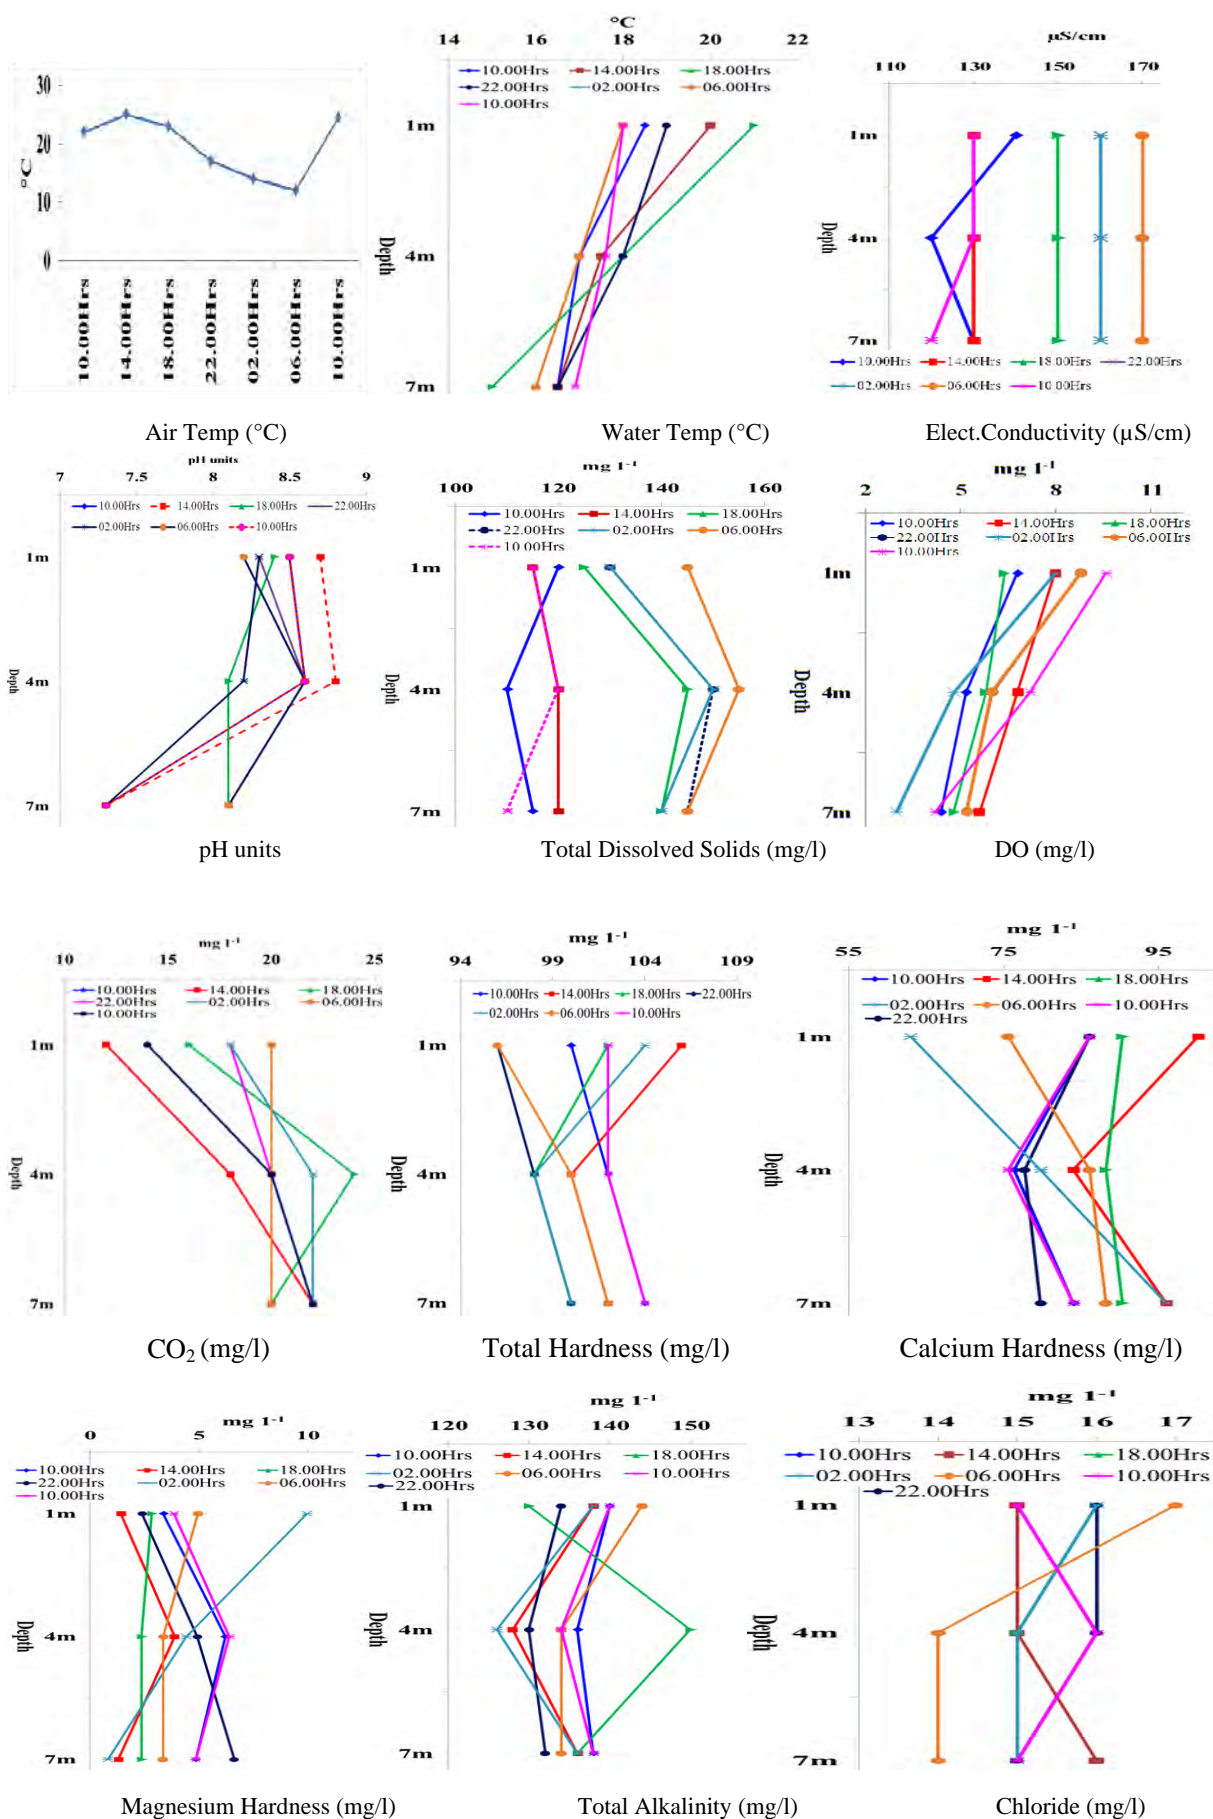 °C
14 16 18 20 22
10.00Hrs 14.00Hrs 18.00Hrs
22.00Hrs 02.00Hrs 06.00Hrs
10.00Hrs
1m
4m
7m
Depth
30
20
10
0
°C
10.00Hrs
14.00Hrs
18.00Hrs
22.00Hrs
02.00Hrs
06.00Hrs
10.00Hrs
µS/cm
110 130 150 170
1m
4m
7m
Depth
10.00Hrs 14.00Hrs 18.00Hrs 22.00Hrs
02.00Hrs 06.00Hrs 10.00Hrs
Air Temp (°C)
Water Temp (°C)
Elect.Conductivity (µS/cm)
pH units
7 7.5 8 8.5 9
10.00Hrs 14.00Hrs 18.00Hrs 22.00Hrs
02.00Hrs 06.00Hrs 10.00Hrs
1m
4m
7m
Depth
mg l⁻¹
100 120 140 160
10.00Hrs 14.00Hrs 18.00Hrs
22.00Hrs 02.00Hrs 06.00Hrs
10.00Hrs
1m
4m
7m
Depth
mg l⁻¹
2 5 8 11
10.00Hrs 14.00Hrs 18.00Hrs
22.00Hrs 02.00Hrs 06.00Hrs
10.00Hrs
1m
4m
7m
Depth
pH units
Total Dissolved Solids (mg/l)
DO (mg/l)
mg l⁻¹
10 15 20 25
10.00Hrs 14.00Hrs 18.00Hrs
22.00Hrs 02.00Hrs 06.00Hrs
10.00Hrs
1m
4m
7m
Depth
mg l⁻¹
94 99 104 109
10.00Hrs 14.00Hrs 18.00Hrs 22.00Hrs
02.00Hrs 06.00Hrs 10.00Hrs
1m
4m
7m
Depth
mg l⁻¹
55 75 95
10.00Hrs 14.00Hrs 18.00Hrs
02.00Hrs 06.00Hrs 10.00Hrs
22.00Hrs
1m
4m
7m
Depth
CO₂ (mg/l)
Total Hardness (mg/l)
Calcium Hardness (mg/l)
mg l⁻¹
0 5 10
10.00Hrs 14.00Hrs 18.00Hrs
22.00Hrs 02.00Hrs 06.00Hrs
10.00Hrs
1m
4m
7m
Depth
mg l⁻¹
120 130 140 150
10.00Hrs 14.00Hrs 18.00Hrs
02.00Hrs 06.00Hrs 10.00Hrs
22.00Hrs
1m
4m
7m
Depth
mg l⁻¹
13 14 15 16 17
10.00Hrs 14.00Hrs 18.00Hrs
02.00Hrs 06.00Hrs 10.00Hrs
22.00Hrs
1m
4m
7m
Depth
Magnesium Hardness (mg/l)
Total Alkalinity (mg/l)
Chloride (mg/l)